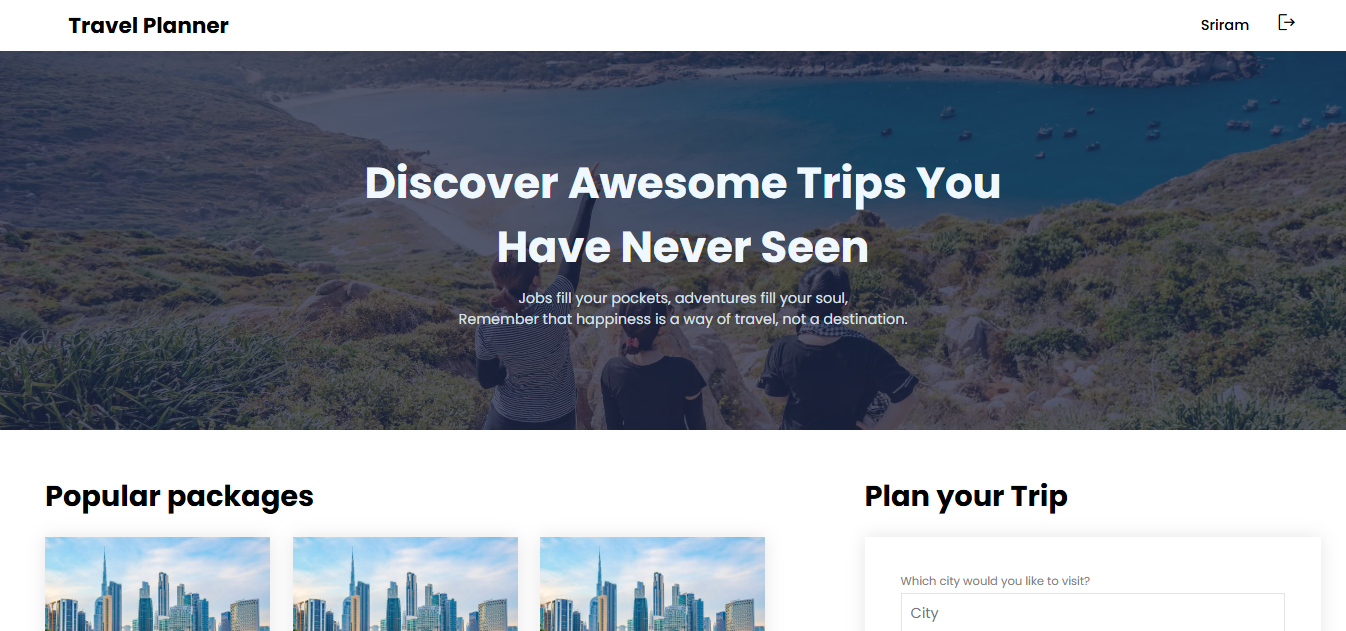 Travel Planner
Sriram
Discover Awesome Trips You
Have Never Seen
Jobs fill your pockets, adventures fill your soul,
Remember that happiness is a way of travel, not a destination.
Popular packages
Plan your Trip
Which city would you like to visit?
City